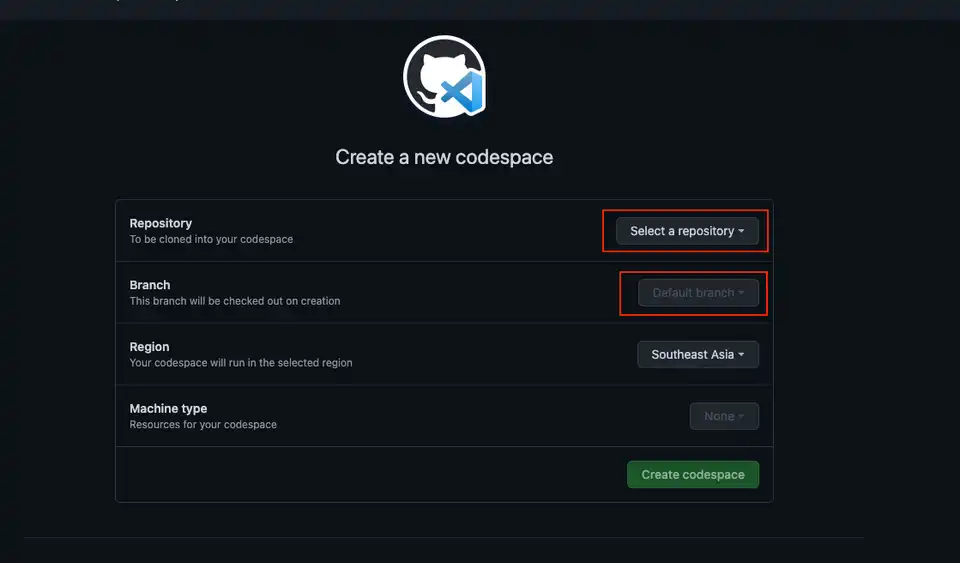 Create a new codespace
Repository
To be cloned into your codespace
Select a repository
Branch
This branch will be checked out on creation
Default branch
Region
Your codespace will run in the selected region
Southeast Asia
Machine type
Resources for your codespace
None
Create codespace